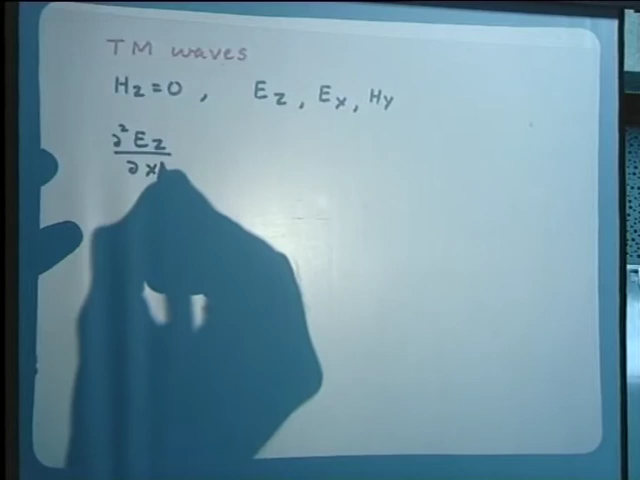 TM waves
Hz=0, Ez, Ex, Hy
∂²Ez
∂x